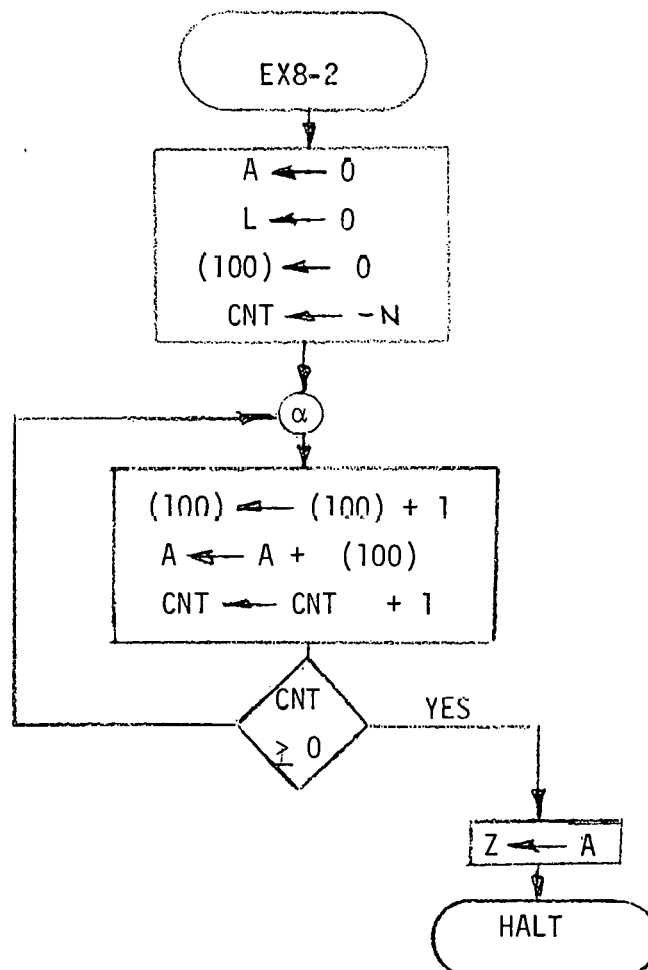 EX8-2
A ← 0
L ← 0
(100) ← 0
CNT ← -N
α
(100) ← (100) + 1
A ← A + (100)
CNT ← CNT + 1
CNT
≥ 0
YES
Z ← A
HALT